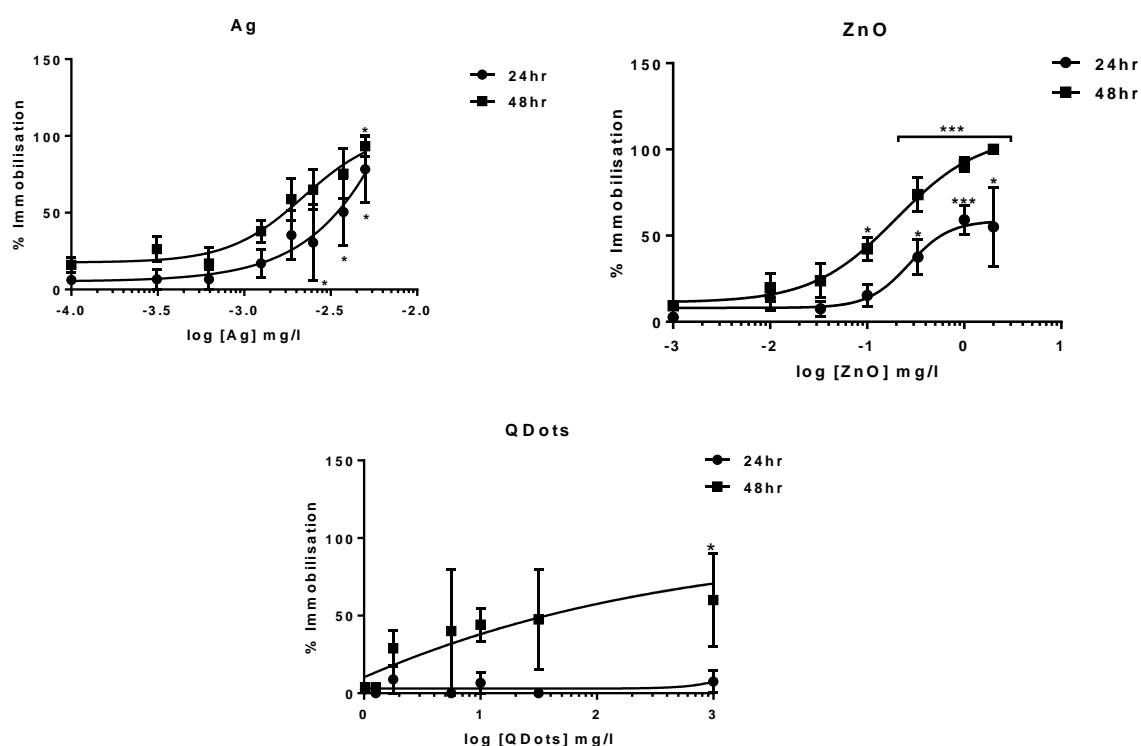 Ag
150
100
50
0
% Immobilisation
-4.0 -3.5 -3.0 -2.5 -2.0
log [Ag] mg/l
24hr
48hr
*
*
*
*
ZnO
150
100
50
0
% Immobilisation
-3 -2 -1 0 1
log [ZnO] mg/l
24hr
48hr
***
*
*
***
*
QDots
150
100
50
0
% Immobilisation
0 1 2 3
log [QDots] mg/l
24hr
48hr
*